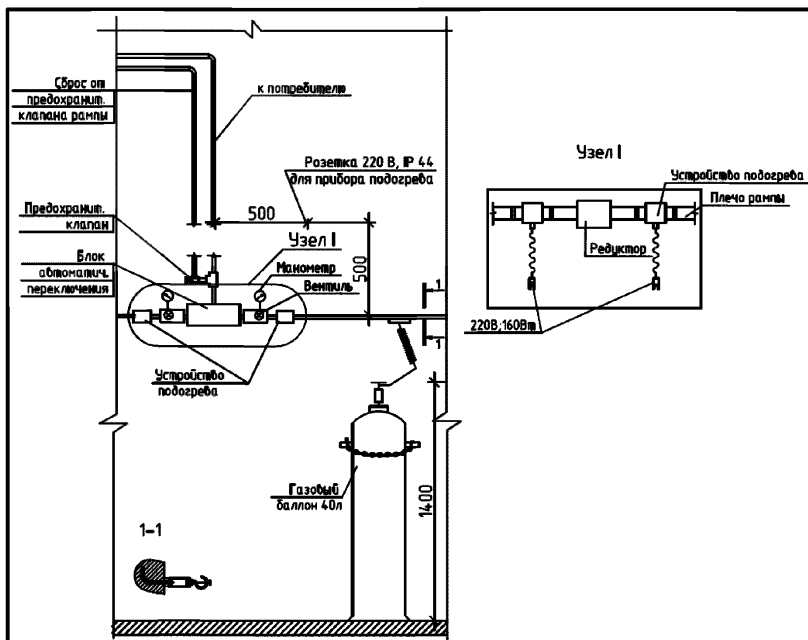 Сброс от
предохранит.
клапана рампы
к потребителю
Розетка 220 В, IP 44
для прибора подогрева
500
500
Предохранит.
клапан
Узел I
Блок
автоматич.
переключения
Манометр
Вентиль
1
1
Устройство
подогрева
Газовый
баллон 40л
1400
1-1
Узел I
Устройство подогрева
Плечо рампы
Редуктор
220В;160Вт